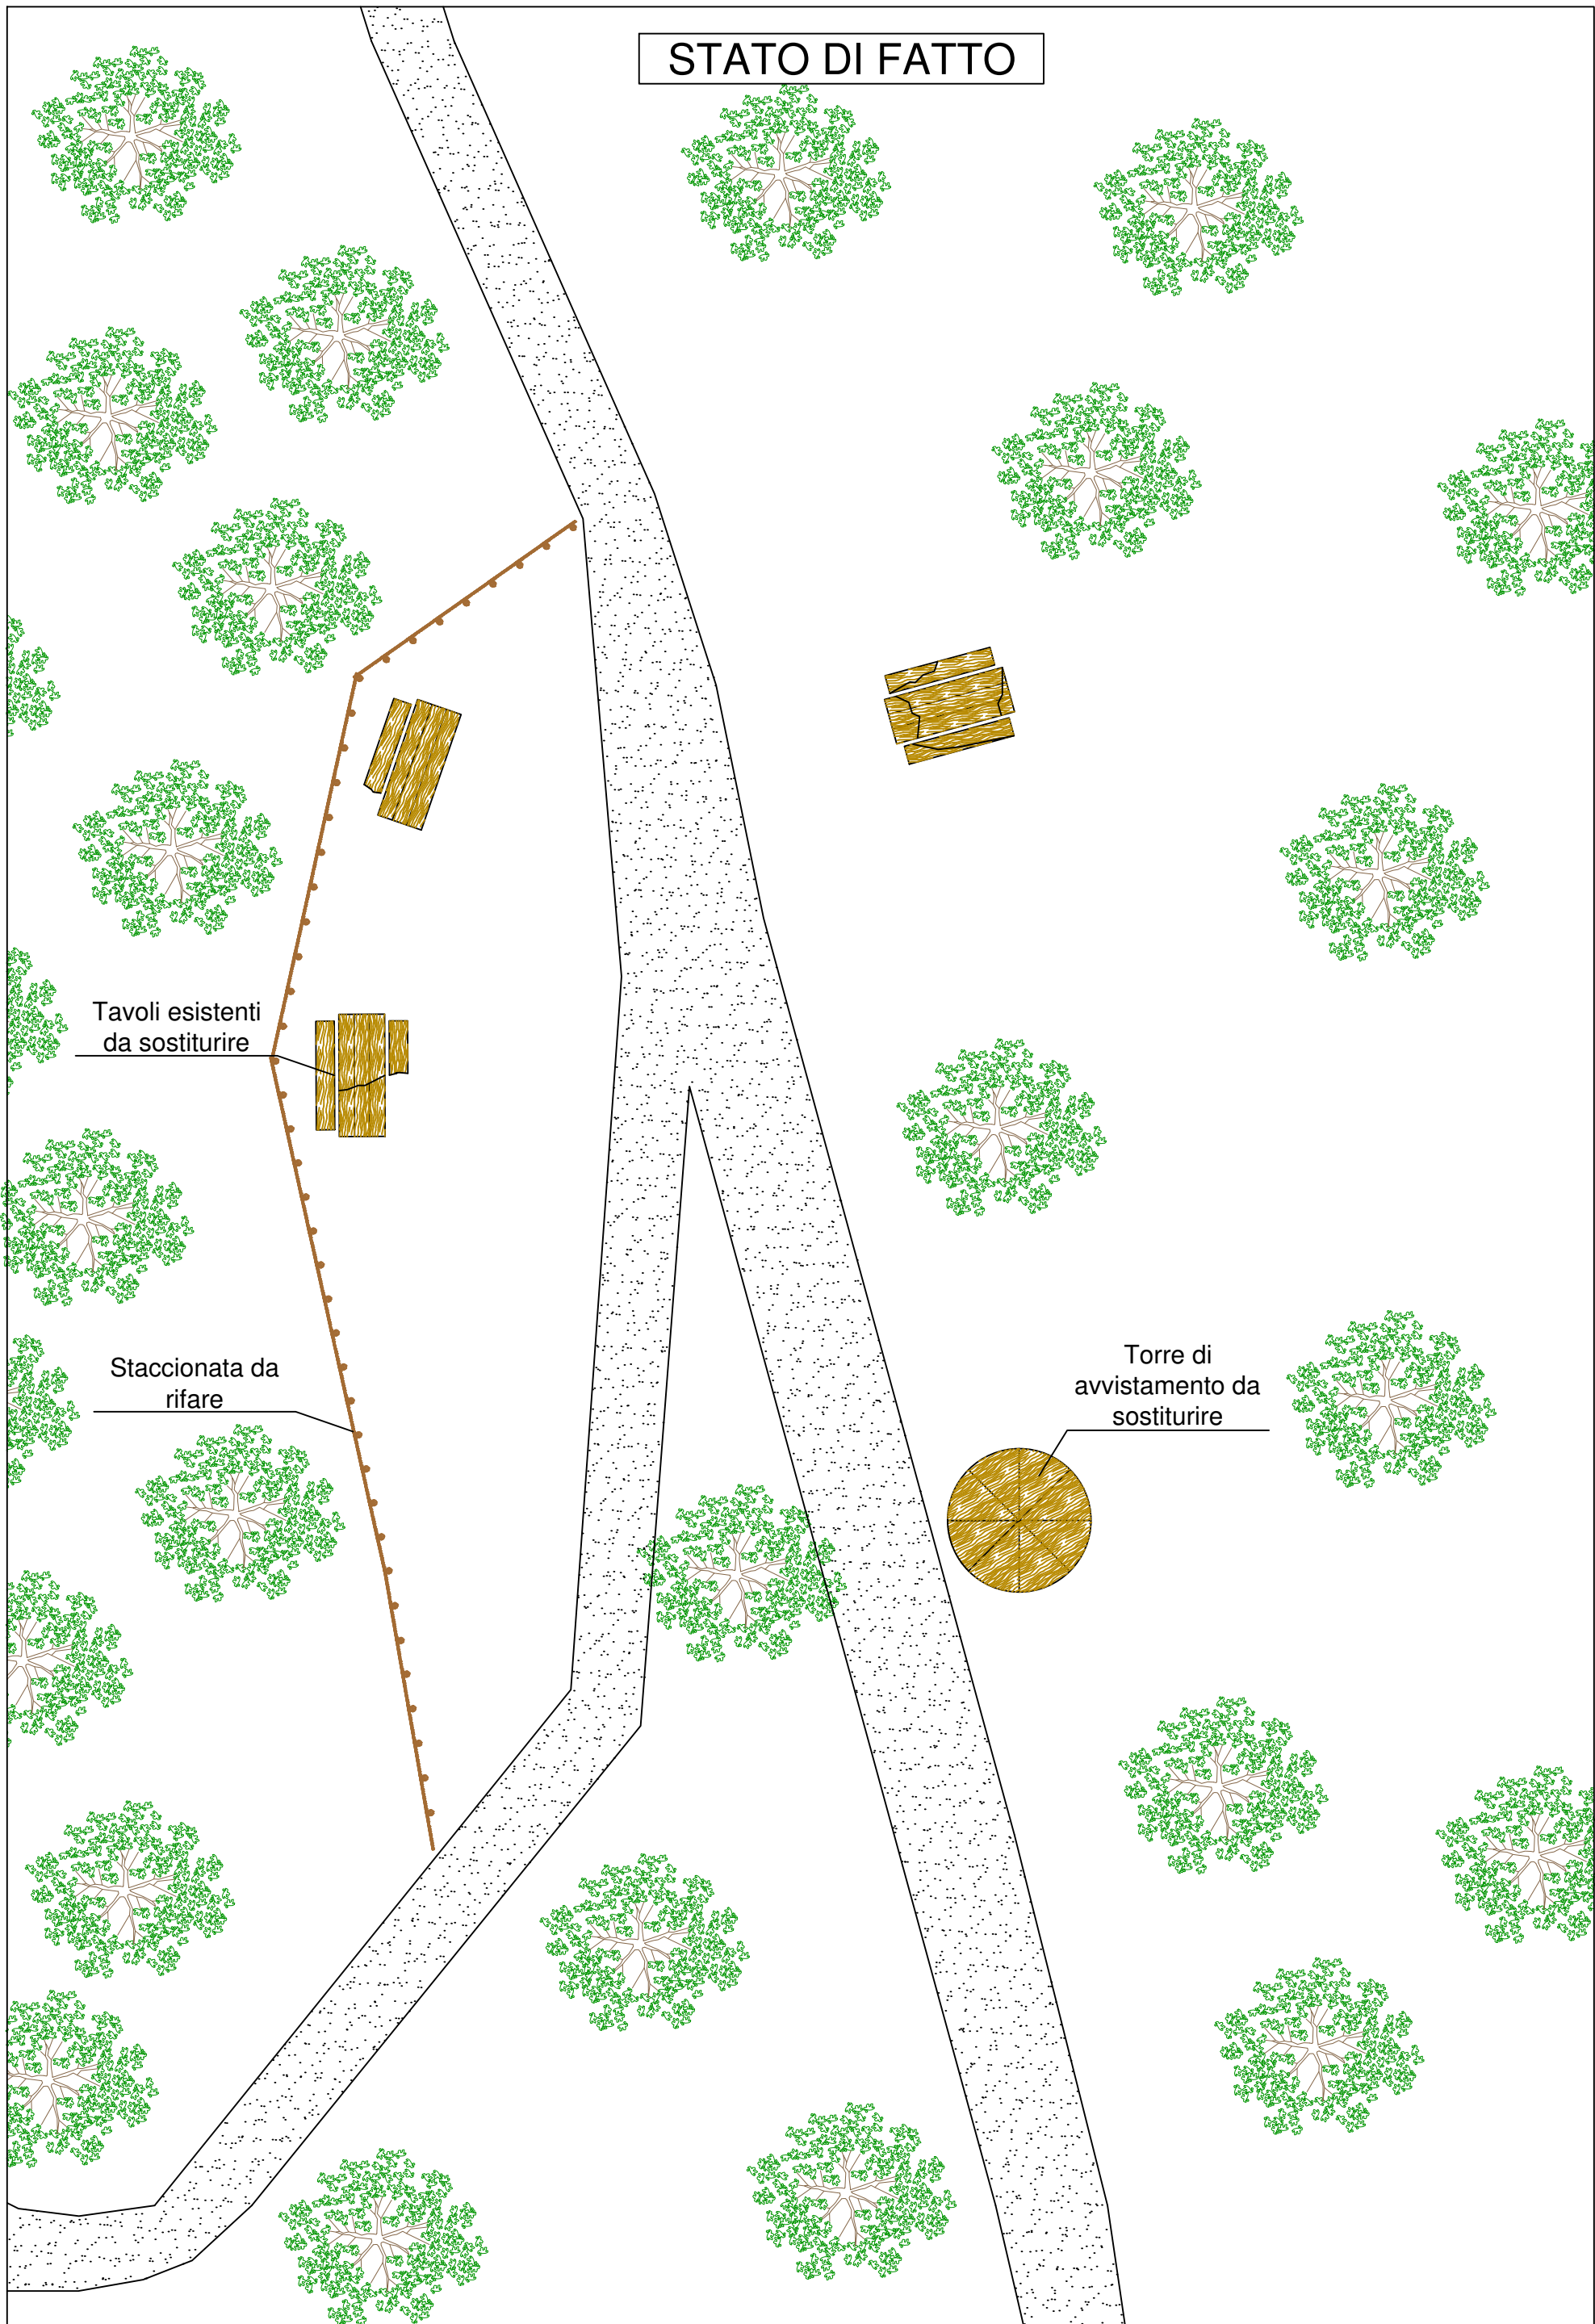 STATO DI FATTO
Tavoli esistenti
da sostiturire
Staccionata da
rifare
Torre di
avvistamento da
sostiturire